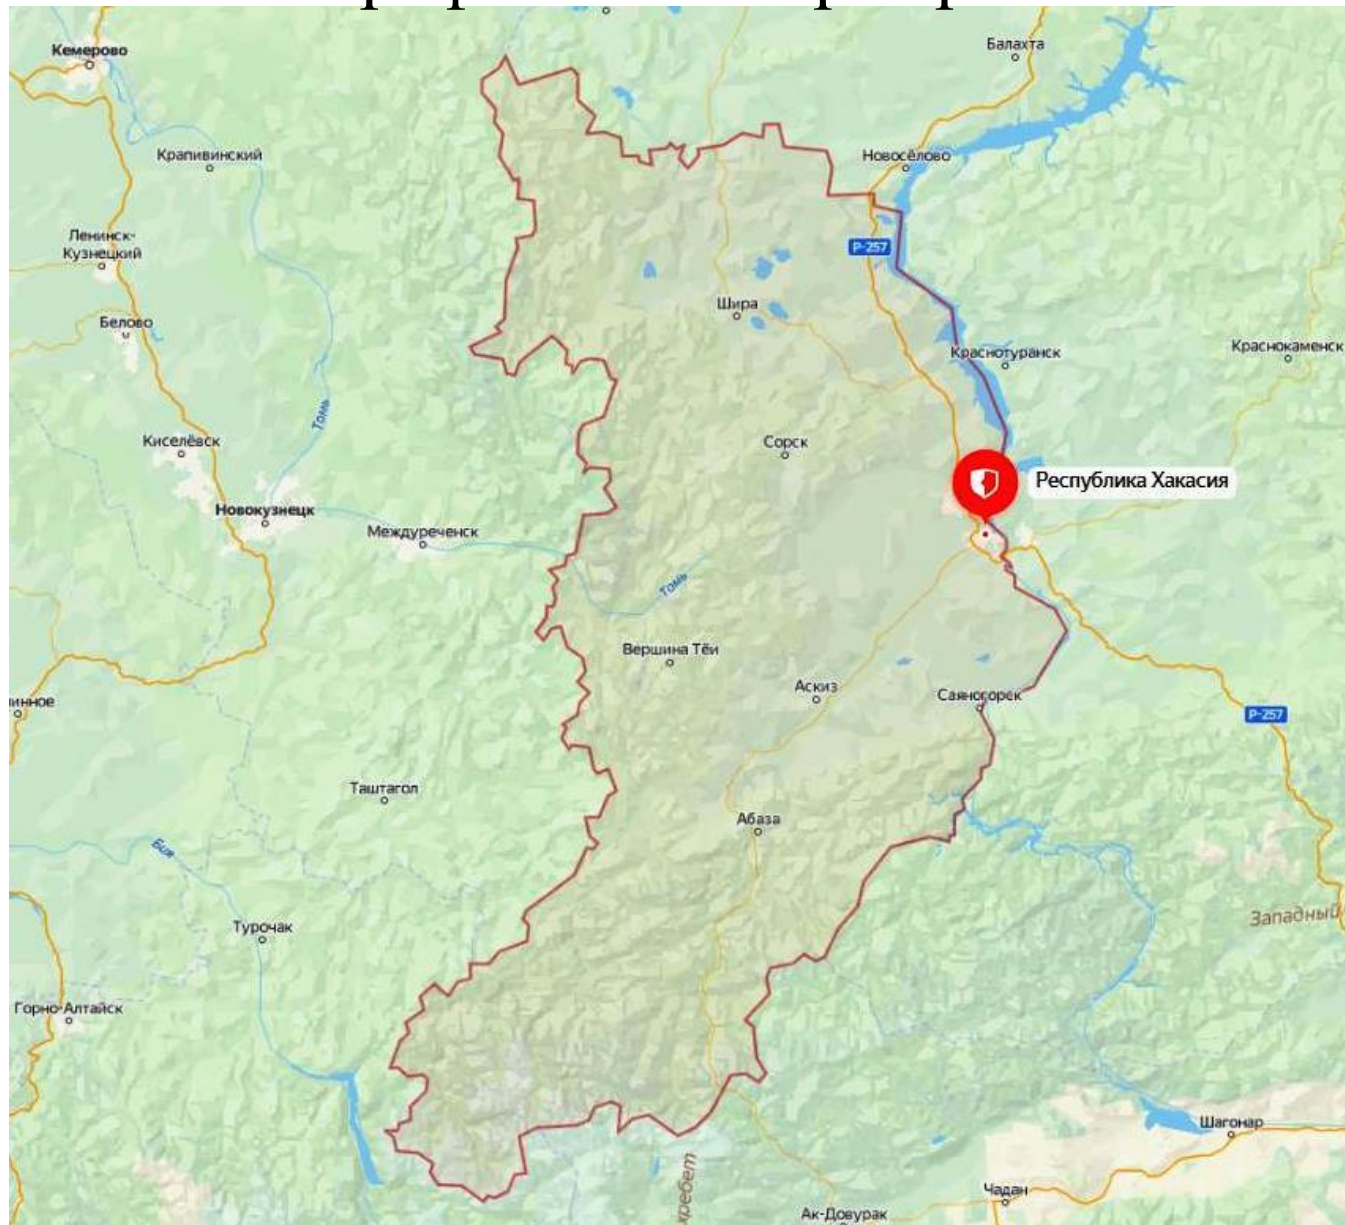 Кемерово
Балахта
Крапивинский
Новосёлово
Ленинск-
Кузнецкий
Р-257
Шира
Белово
Краснотуранск
Краснокаменск
Томь
Киселёвск
Сорск
Республика Хакасия
Новокузнецк
Междуреченск
Томь
Вершина Тёи
Аскиз
Саяногорск
инное
Р-257
Таштагол
Абаза
Бия
Западный
Турочак
Горно-Алтайск
Шагонар
хребет
Чадан
Ак-Довурак